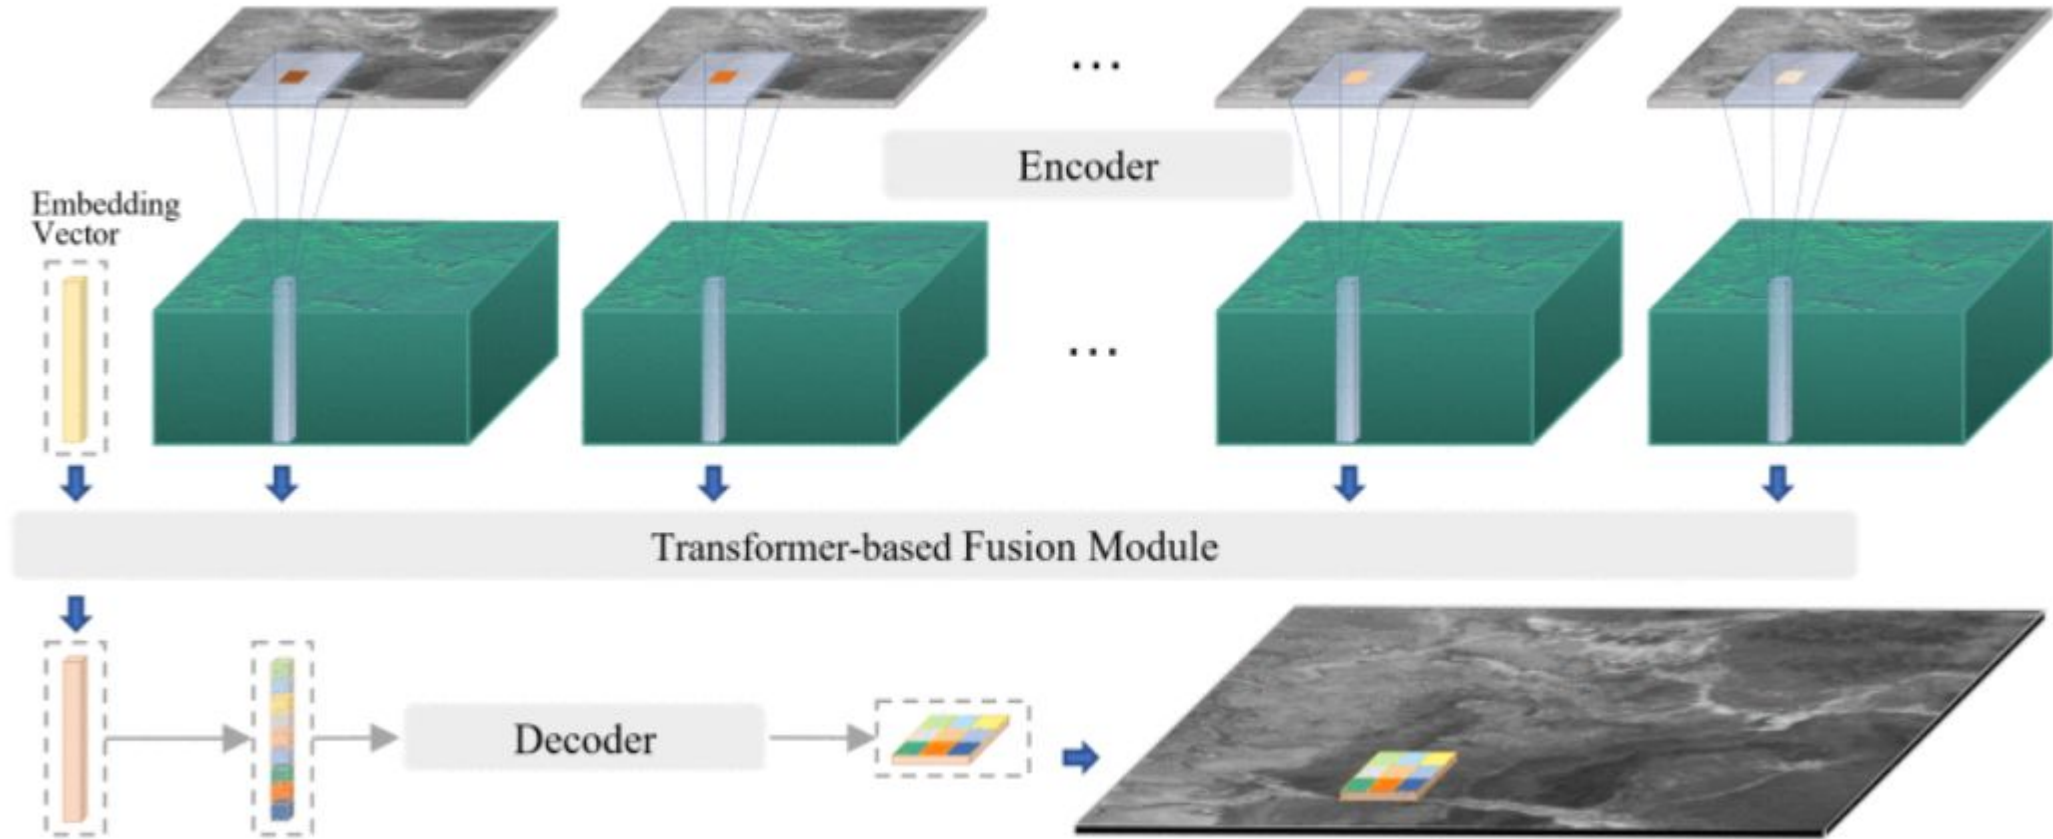 ...
Encoder
Embedding
Vector
...
Transformer-based Fusion Module
Decoder